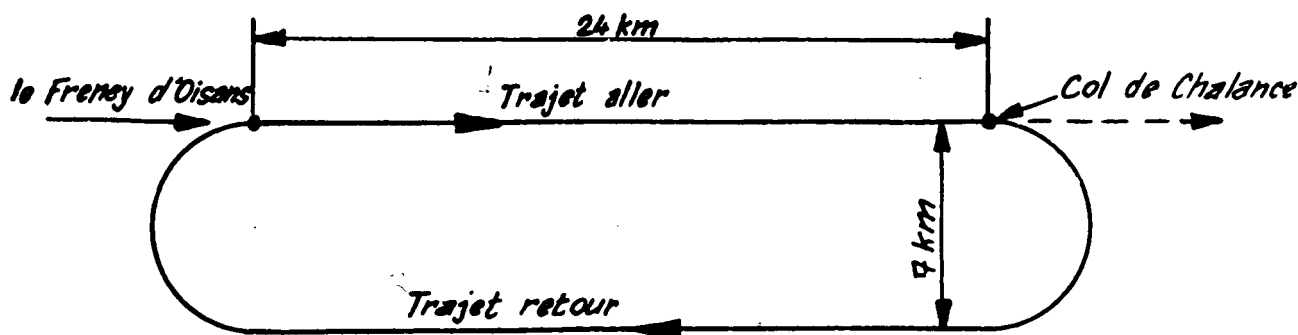 24 km
le Freney d'Oisans
Trajet aller
Col de Chalance
7 km
Trajet retour